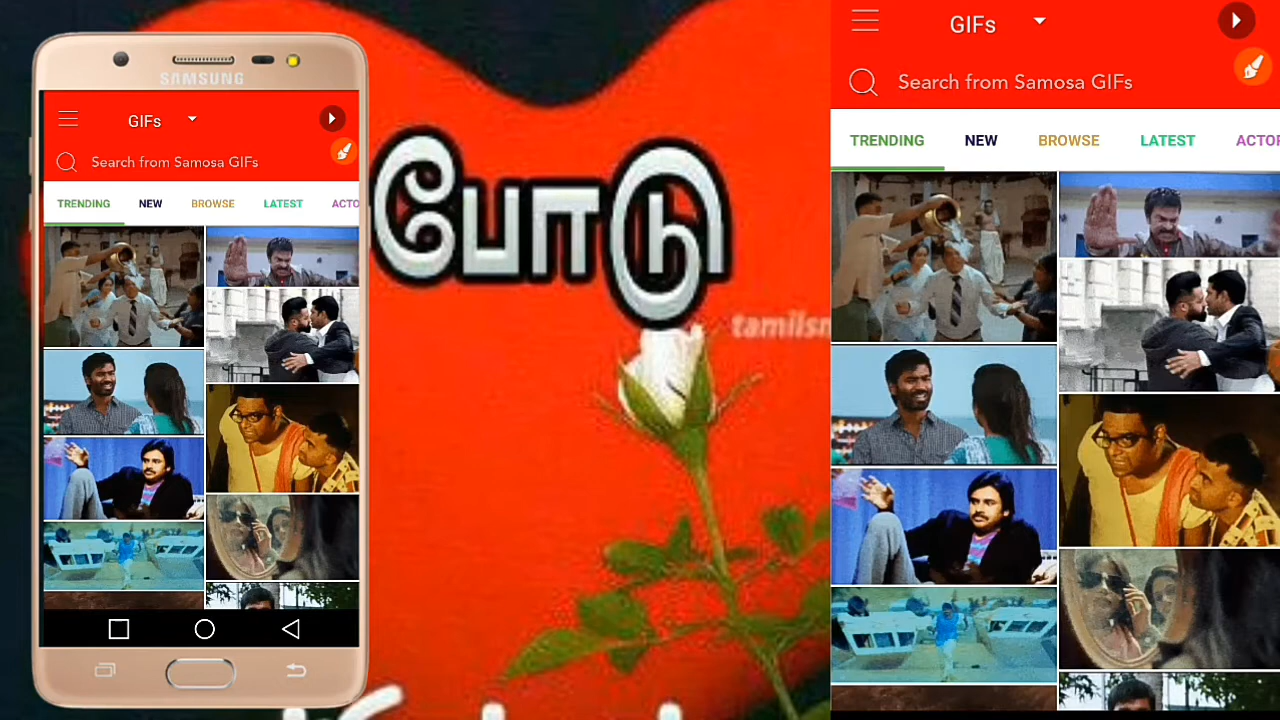 SAMSUNG
GIFs
Search from Samosa GIFs
TRENDING NEW BROWSE LATEST
போடு
GIFs
Search from Samosa GIFs
TRENDING NEW BROWSE LATEST